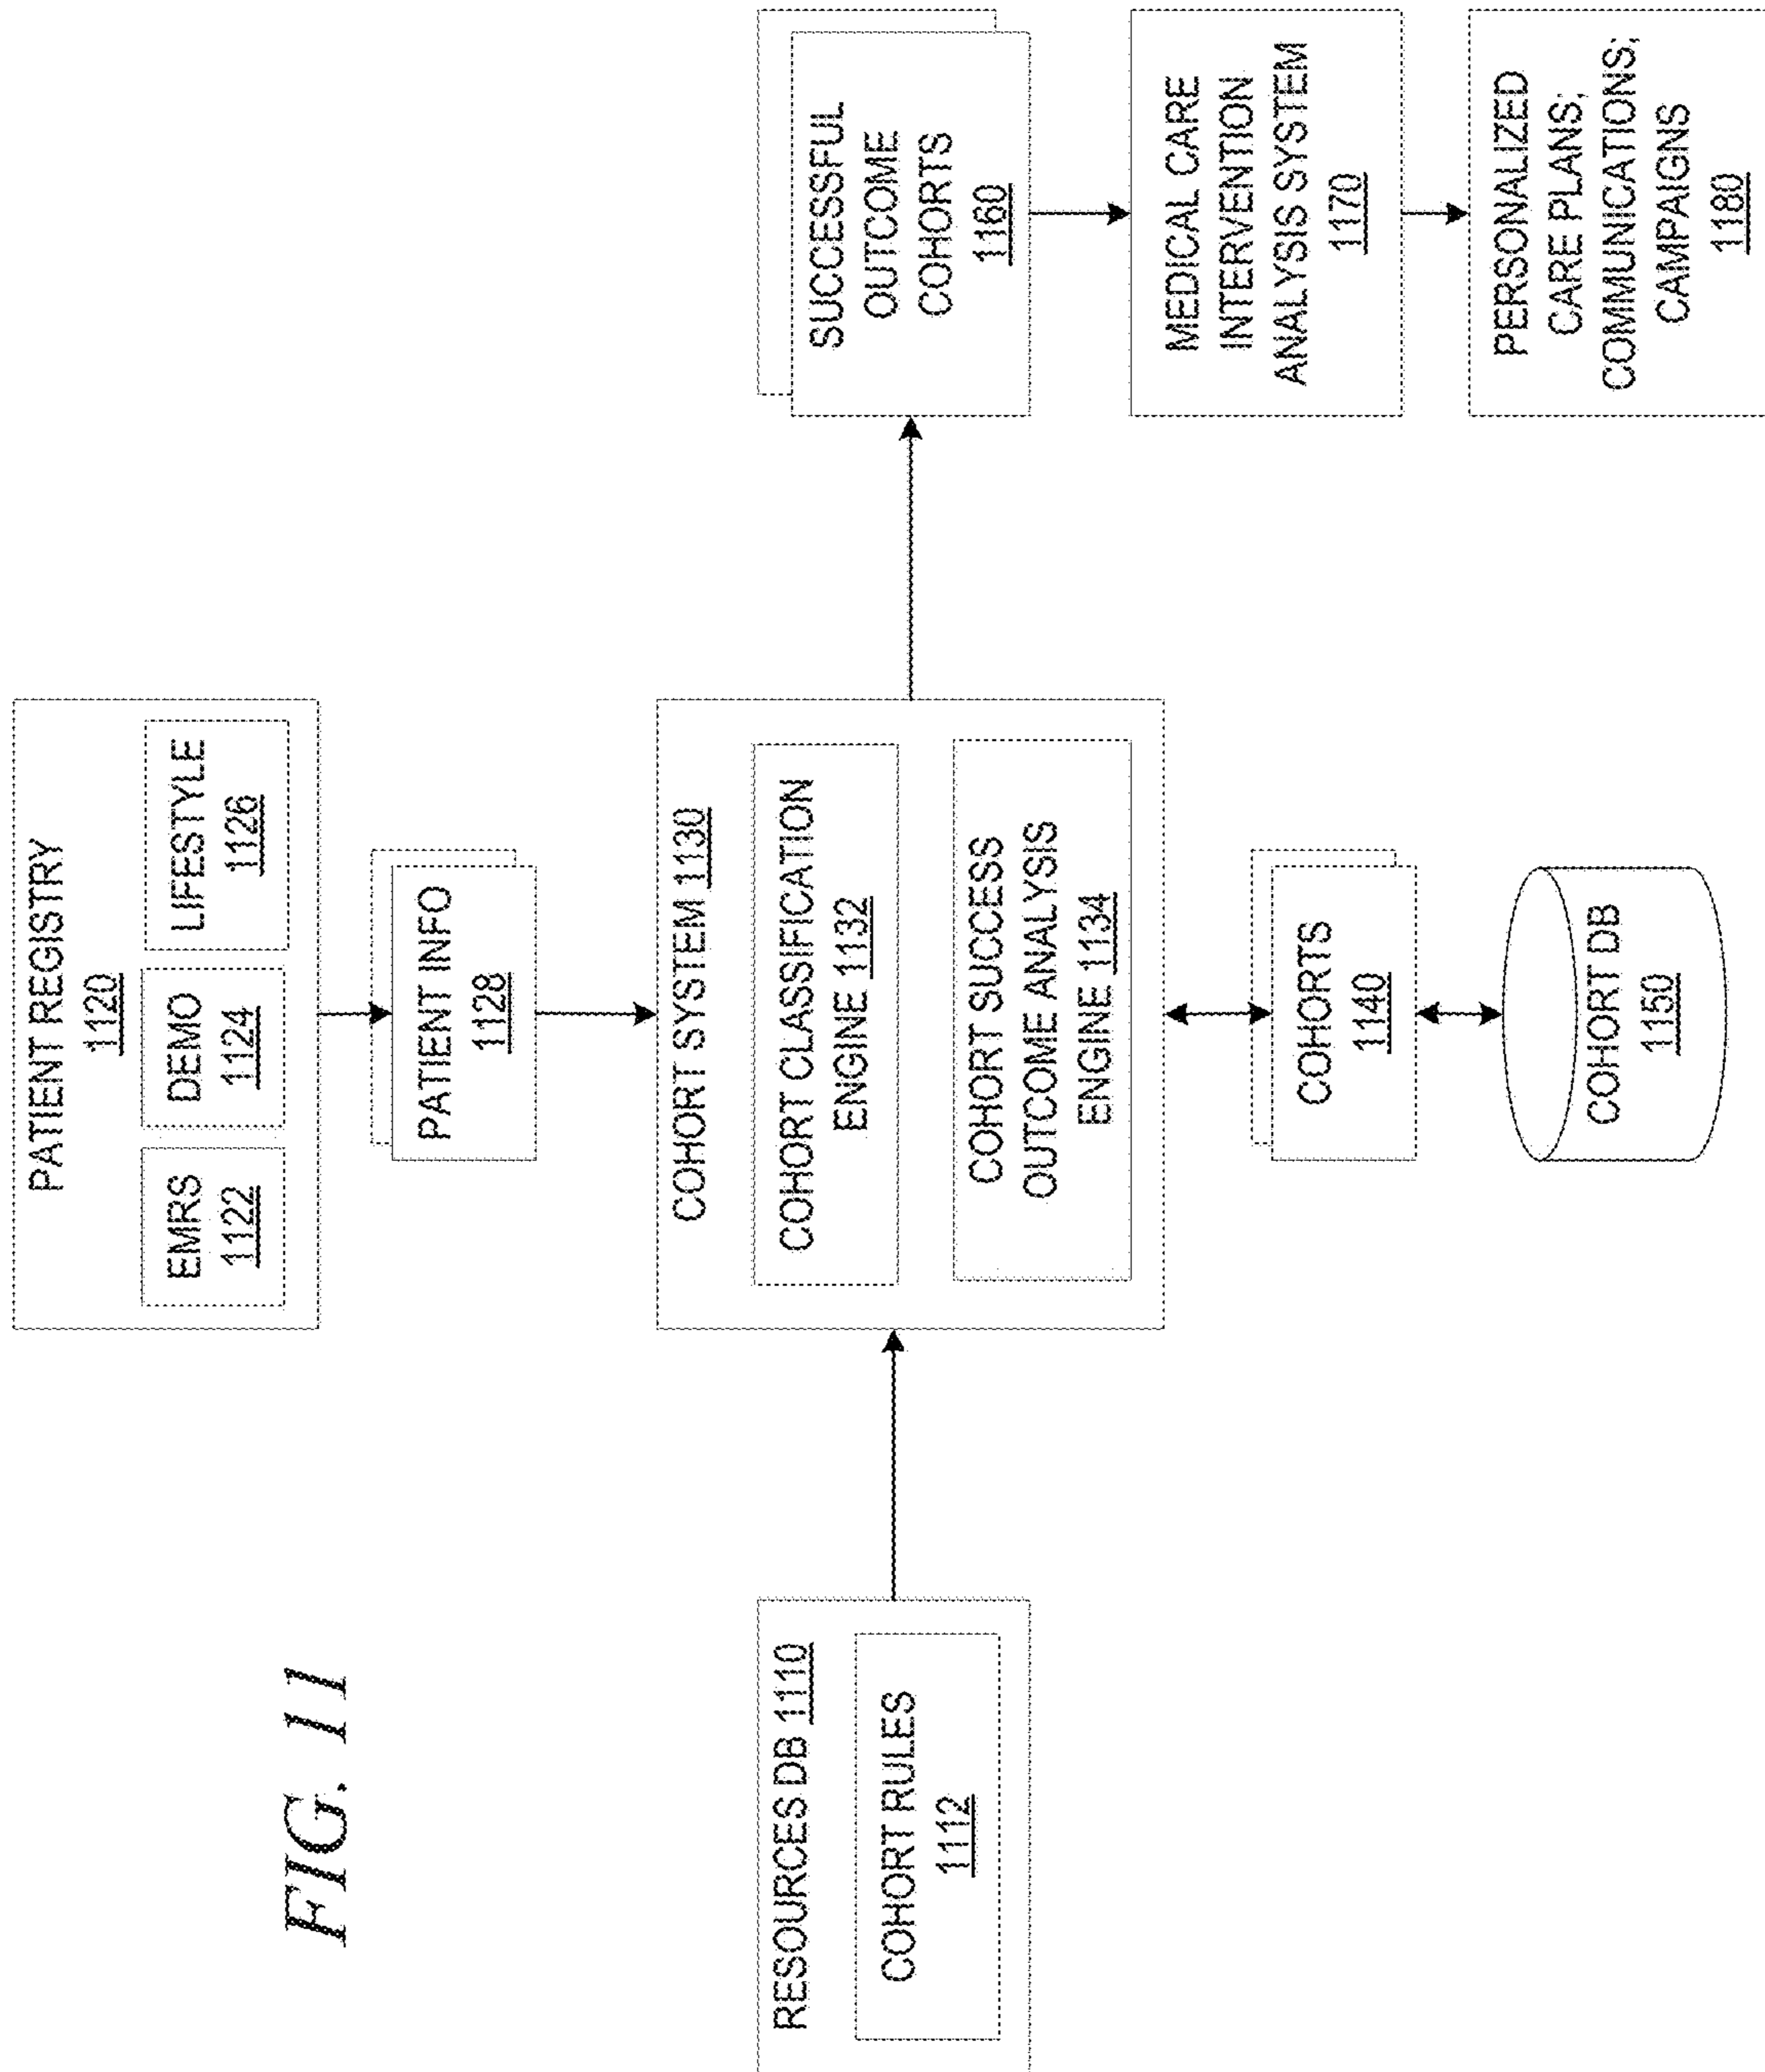 FIG. 11
PATIENT REGISTRY
1120
EMRS
1122
DEMO
1124
LIFESTYLE
1126
PATIENT INFO
1128
RESOURCES DB 1110
COHORT RULES
1112
COHORT SYSTEM 1130
COHORT CLASSIFICATION
ENGINE 1132
COHORT SUCCESS
OUTCOME ANALYSIS
ENGINE 1134
COHORTS
1140
COHORT DB
1150
SUCCESSFUL
OUTCOME
COHORTS
1160
MEDICAL CARE
INTERVENTION
ANALYSIS SYSTEM
1170
PERSONALIZED
CARE PLANS;
COMMUNICATIONS;
CAMPAIGNS
1180